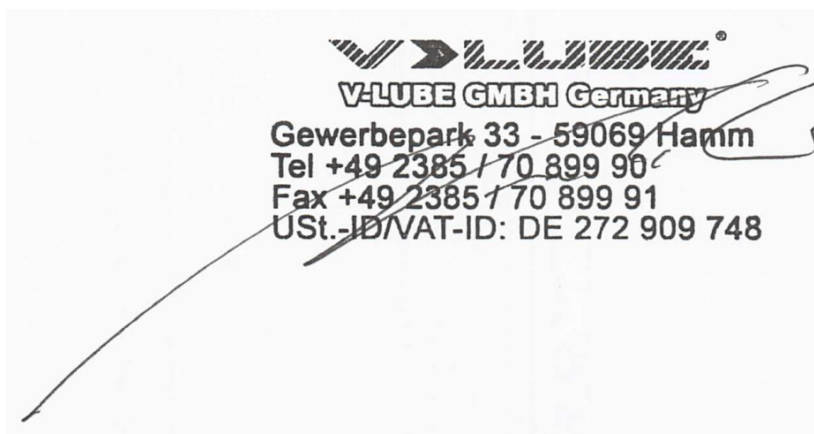 V-LUBE®
V-LUBE GMBH Germany
Gewerbepark 33 - 59069 Hamm
Tel +49 2385 / 70 899 90
Fax +49 2385 / 70 899 91
USt.-ID/VAT-ID: DE 272 909 748